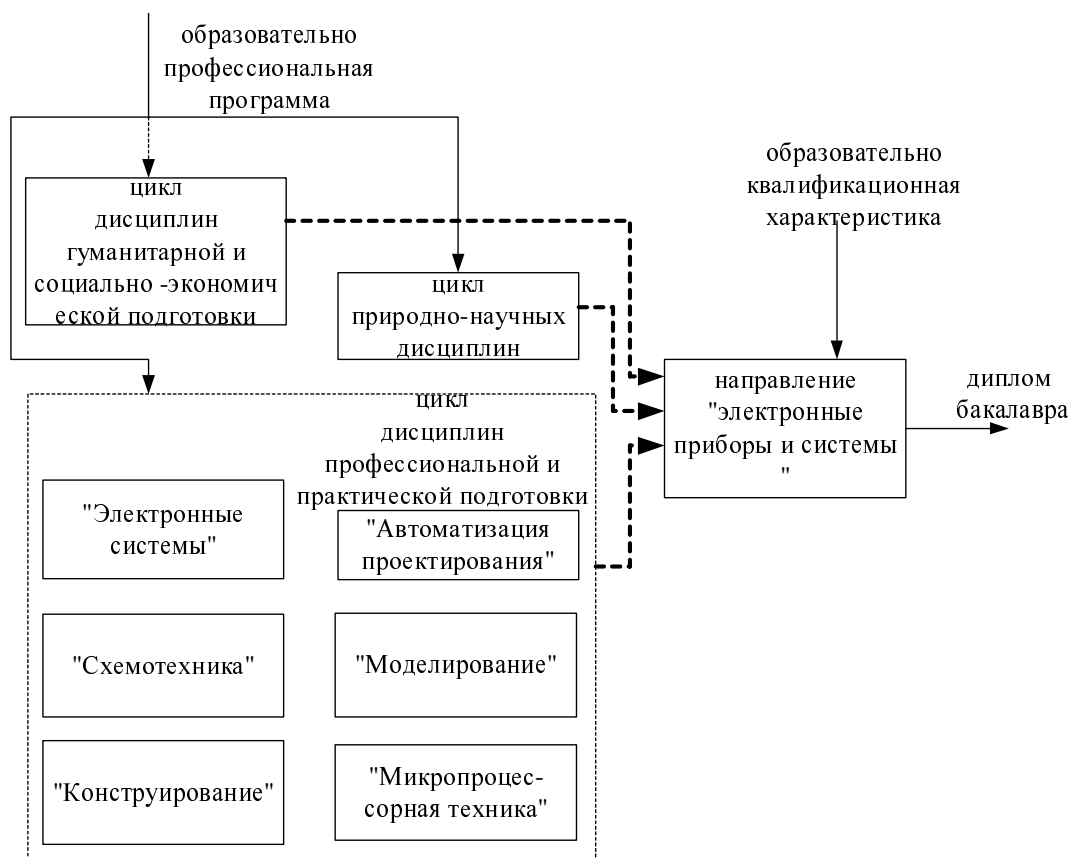 образовательно
профессиональная
программа
образовательно
квалификационная
характеристика
цикл
дисциплин
гуманитарной и
социально -экономич
еской подготовки
цикл
природно-научных
дисциплин
направление
"электронные
приборы и системы
"
диплом
бакалавра
цикл
дисциплин
профессиональной и
практической подготовки
"Электронные
системы"
"Автоматизация
проектирования"
"Схемотехника"
"Моделирование"
"Конструирование"
"Микропроцес-
сорная техника"